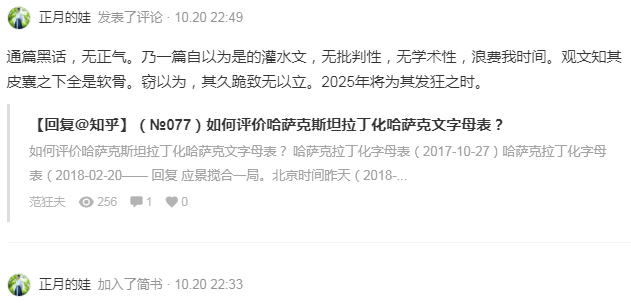 正月的娃 发表了评论 · 10.20 22:49
通篇黑话，无正气。乃一篇自以为是的灌水文，无批判性，无学术性，浪费我时间。观文知其
皮囊之下全是软骨。窃以为，其久跪致无以立。2025年将为其发狂之时。
【回复@知乎】（№077）如何评价哈萨克斯坦拉丁化哈萨克文字母表？
如何评价哈萨克斯坦拉丁化哈萨克文字母表？ 哈萨克拉丁化字母表（2017-10-27）哈萨克拉丁化字母
表（2018-02-20—— 回复 应景搅合一局。北京时间昨天（2018-...
范狂夫 256 1 0
正月的娃 加入了简书 · 10.20 22:33